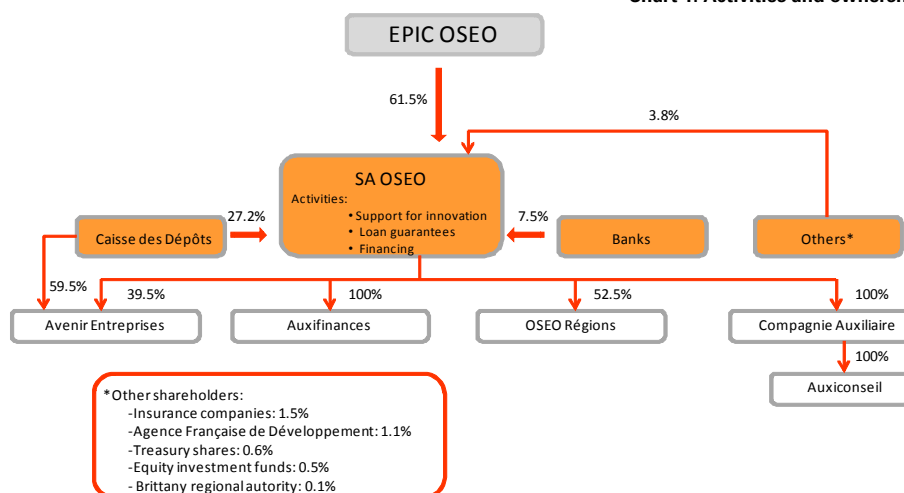 Activities and
EPIC OSEO
61.5%
3.8%
SA OSEO
Activities:
• Support for innovation
• Loan guarantees
• Financing
27.2%
7.5%
Caisse des Dépôts
Banks
Others*
59.5%
39.5%
100%
52.5%
100%
Avenir Entreprises
Auxifinances
OSEO Régions
Compagnie Auxiliaire
100%
Auxiconseil
*Other shareholders:
-Insurance companies: 1.5%
-Agence Française de Développement: 1.1%
-Treasury shares: 0.6%
-Equity investment funds: 0.5%
- Brittany regional autority: 0.1%